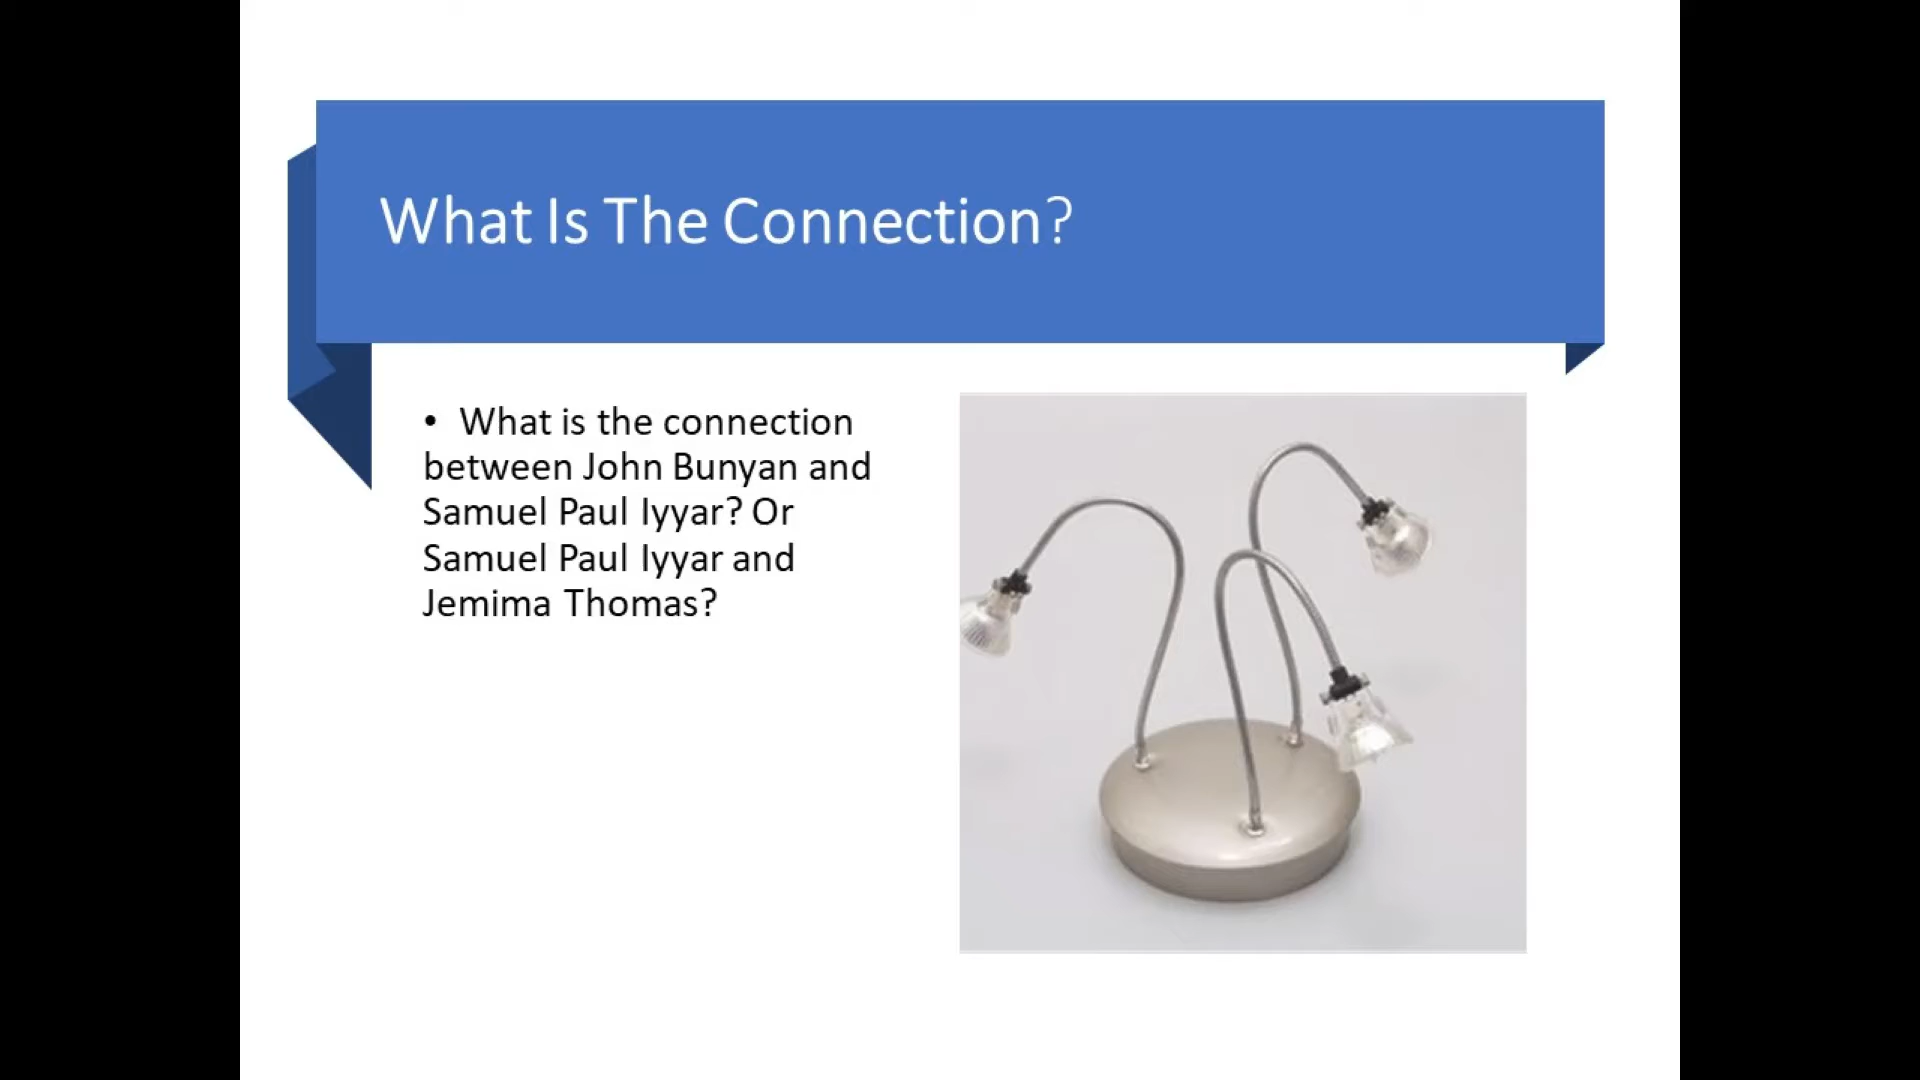 What Is The Connection?
• What is the connection
between John Bunyan and
Samuel Paul Iyyar? Or
Samuel Paul Iyyar and
Jemima Thomas?